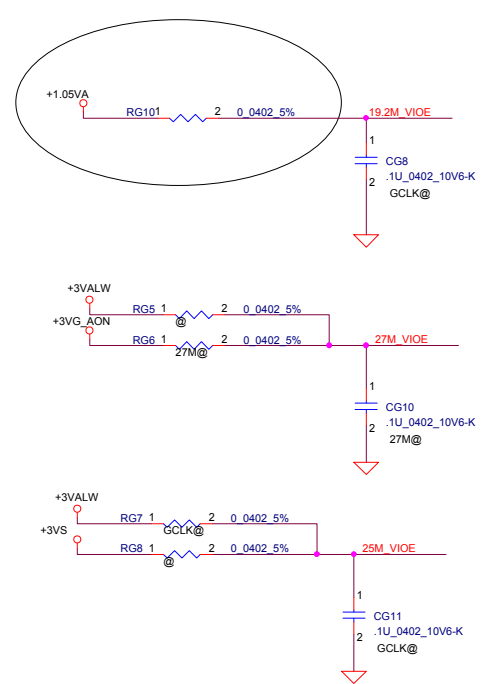 +1.05VA
RG10 1 2 0_0402_5% 19.2M_VIOE
1
CG8
2 .1U_0402_10V6-K
GCLK@
+3VALW
RG5 1 2 0_0402_5%
@
+3VG_AON
RG6 1 2 0_0402_5% 27M_VIOE
27M@
1
CG10
2 .1U_0402_10V6-K
27M@
+3VALW
RG7 1 2 0_0402_5%
GCLK@
+3VS
RG8 1 2 0_0402_5% 25M_VIOE
@
1
CG11
2 .1U_0402_10V6-K
GCLK@